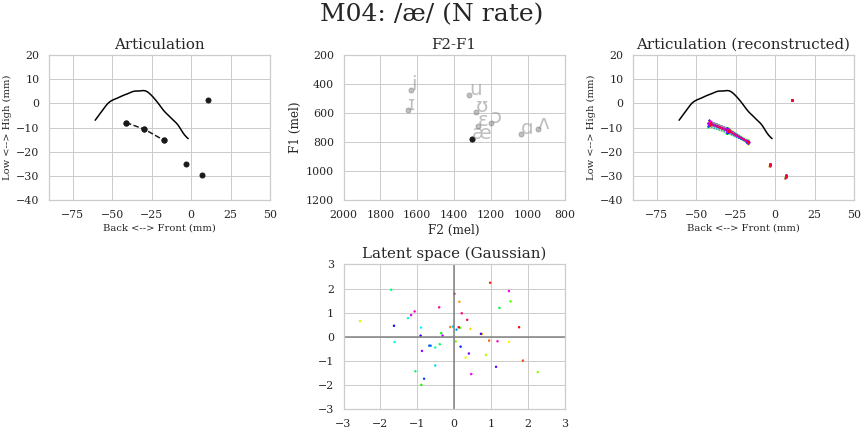 M04: /æ/ (N rate)
Articulation
F2-F1
Articulation (reconstructed)
20
10
0
−10
−20
−30
−40
Low <--> High (mm)
−75
−50
−25
0
25
50
Back <--> Front (mm)
200
400
600
800
1000
1200
F1 (mel)
i
ɪ
u
ʊ
ɛ
ɔ
æ
ɑ
ʌ
2000
1800
1600
1400
1200
1000
800
F2 (mel)
20
10
0
−10
−20
−30
−40
Low <--> High (mm)
−75
−50
−25
0
25
50
Back <--> Front (mm)
Latent space (Gaussian)
3
2
1
0
−1
−2
−3
−3
−2
−1
0
1
2
3